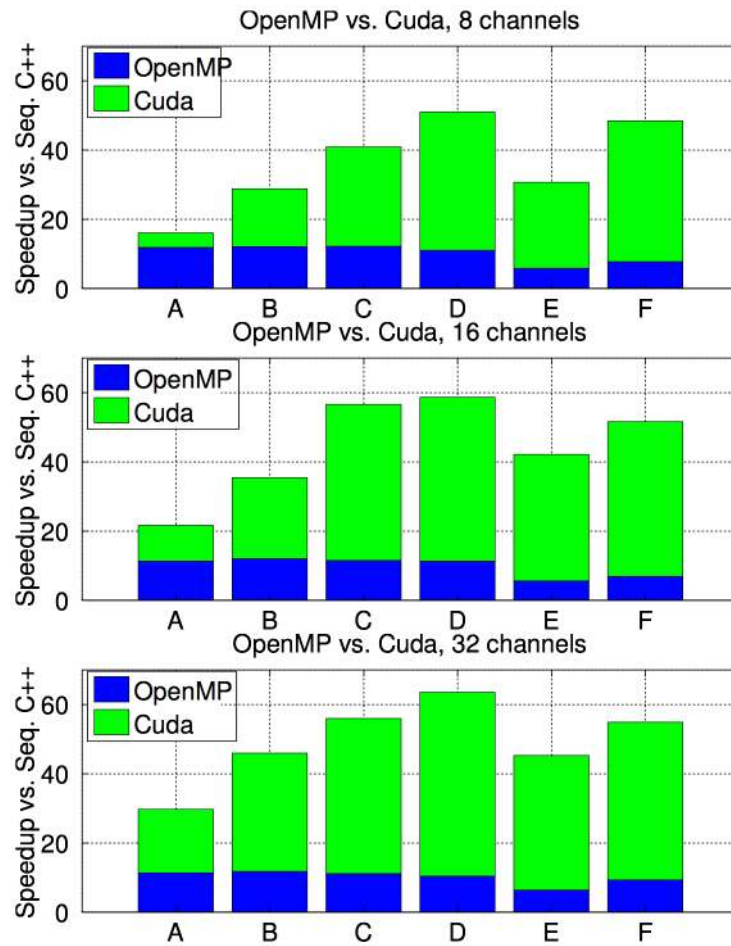 OpenMP vs. Cuda, 8 channels
Speedup vs. Seq. C++
60
40
20
0
OpenMP
Cuda
A B C D E F
OpenMP vs. Cuda, 16 channels
Speedup vs. Seq. C++
60
40
20
0
OpenMP
Cuda
A B C D E F
OpenMP vs. Cuda, 32 channels
Speedup vs. Seq. C++
60
40
20
0
OpenMP
Cuda
A B C D E F